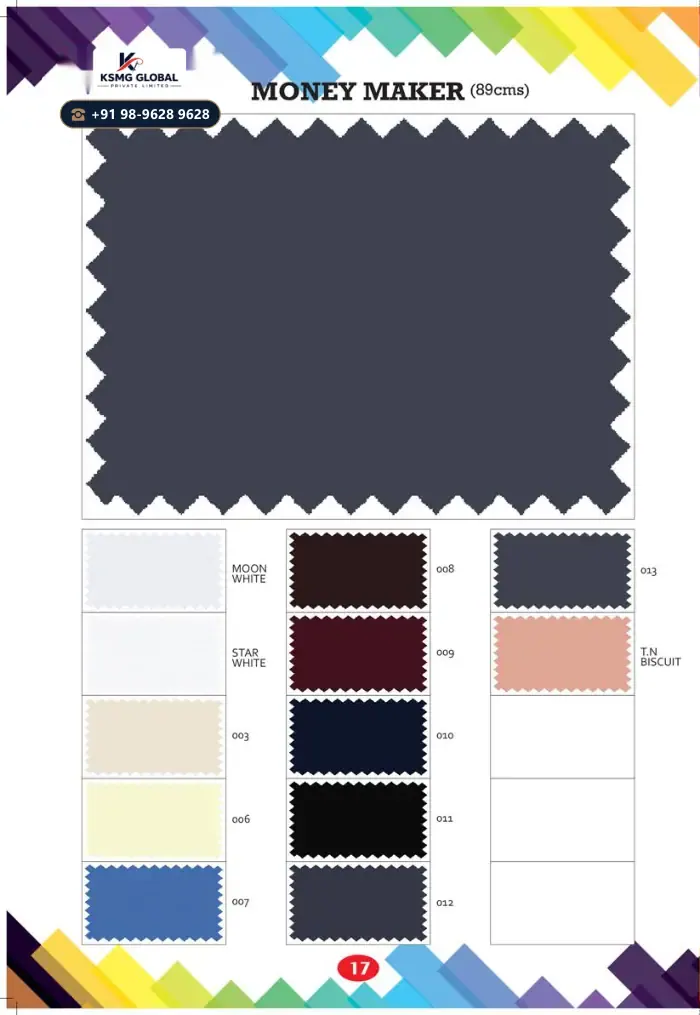 KSMG GLOBAL
PRIVATE LIMITED
+91 98-9628 9628
MONEY MAKER (89cms)
MOON
WHITE
STAR
WHITE
003
006
007
008
009
010
011
012
013
T.N
BISCUIT
17